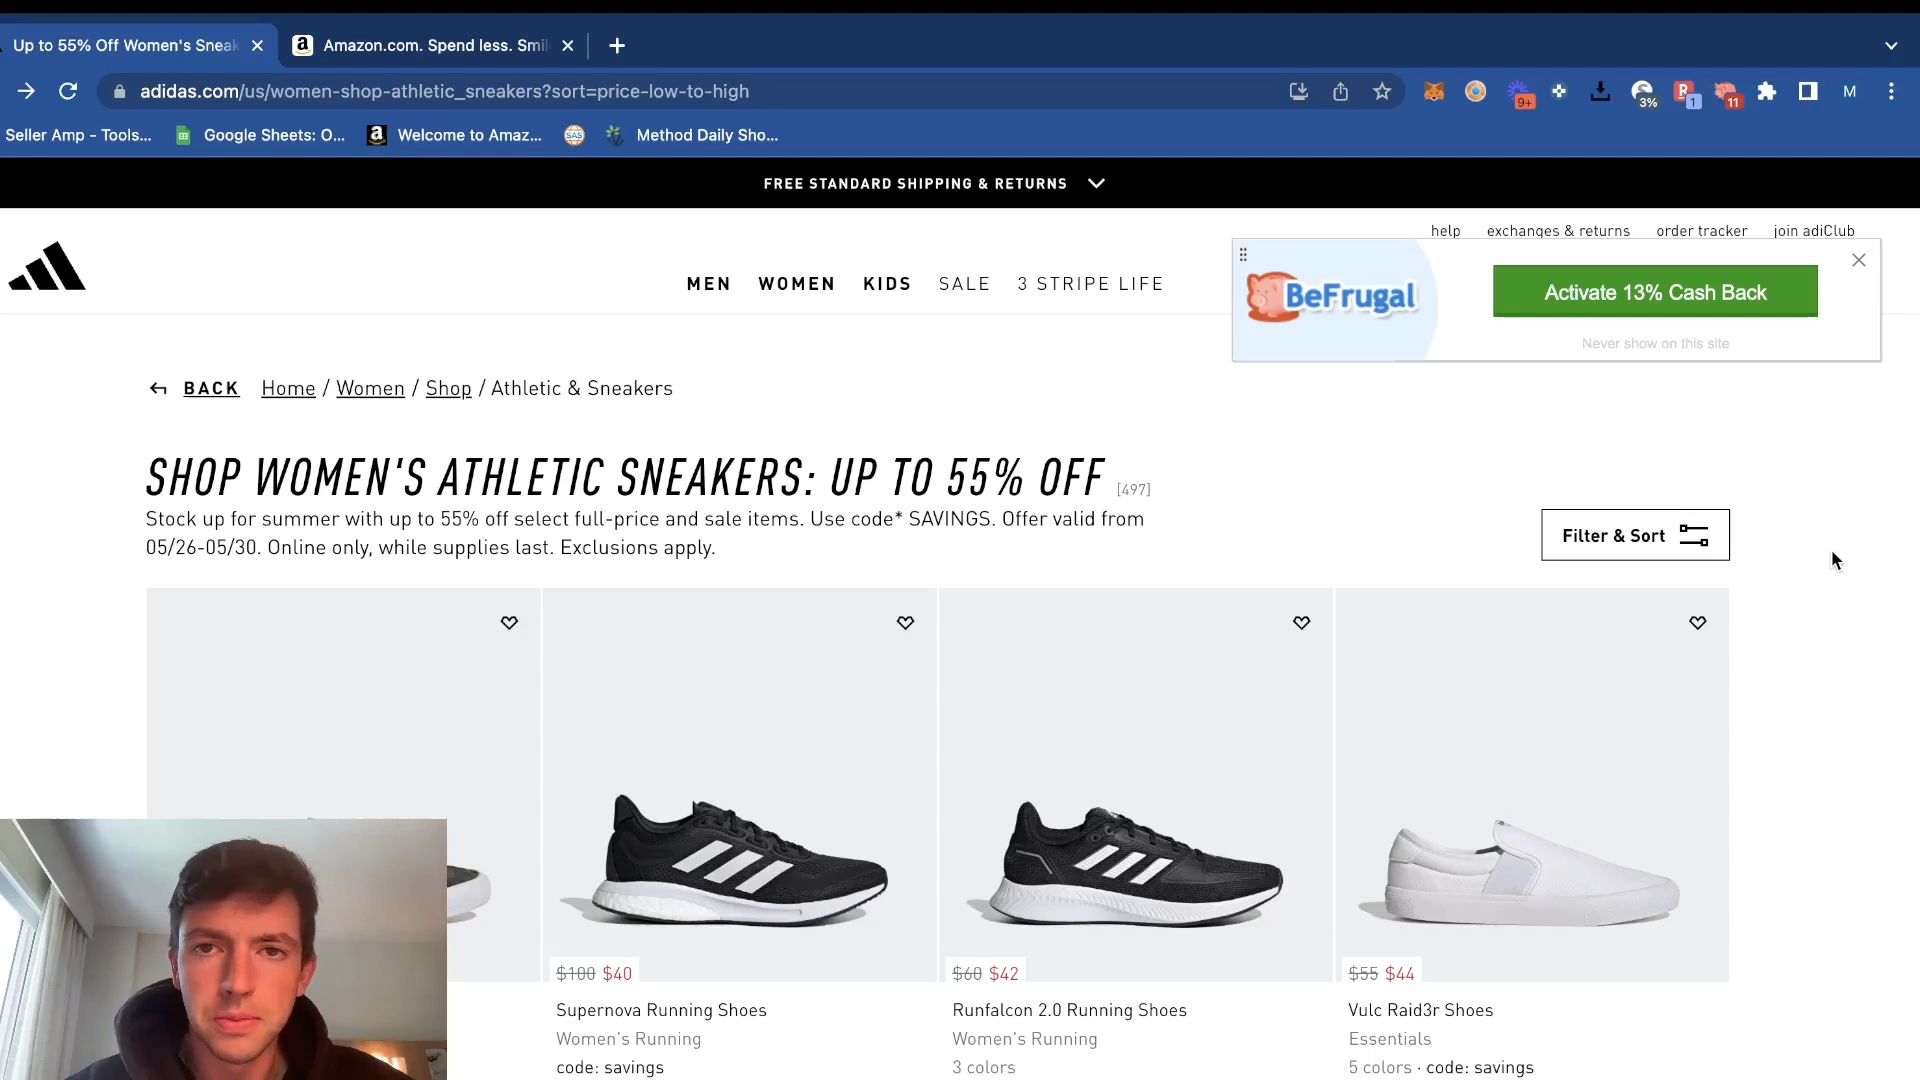 Up to 55% Off Women's Sneak
Amazon.com. Spend less. Smil
adidas.com/us/women-shop-athletic_sneakers?sort=price-low-to-high
9+
3%
1
11
M
Seller Amp - Tools...
Google Sheets: O...
Welcome to Amaz...
SAS
Method Daily Sho...
FREE STANDARD SHIPPING & RETURNS
help
exchanges & returns
order tracker
join adiClub
MEN
WOMEN
KIDS
SALE
3 STRIPE LIFE
BeFrugal
Activate 13% Cash Back
Never show on this site
BACK
Home / Women / Shop / Athletic & Sneakers
SHOP WOMEN'S ATHLETIC SNEAKERS: UP TO 55% OFF [497]
Stock up for summer with up to 55% off select full-price and sale items. Use code* SAVINGS. Offer valid from
05/26-05/30. Online only, while supplies last. Exclusions apply.
Filter & Sort
$100 $40
Supernova Running Shoes
Women's Running
code: savings
$60 $42
Runfalcon 2.0 Running Shoes
Women's Running
3 colors
$55 $44
Vulc Raid3r Shoes
Essentials
5 colors · code: savings